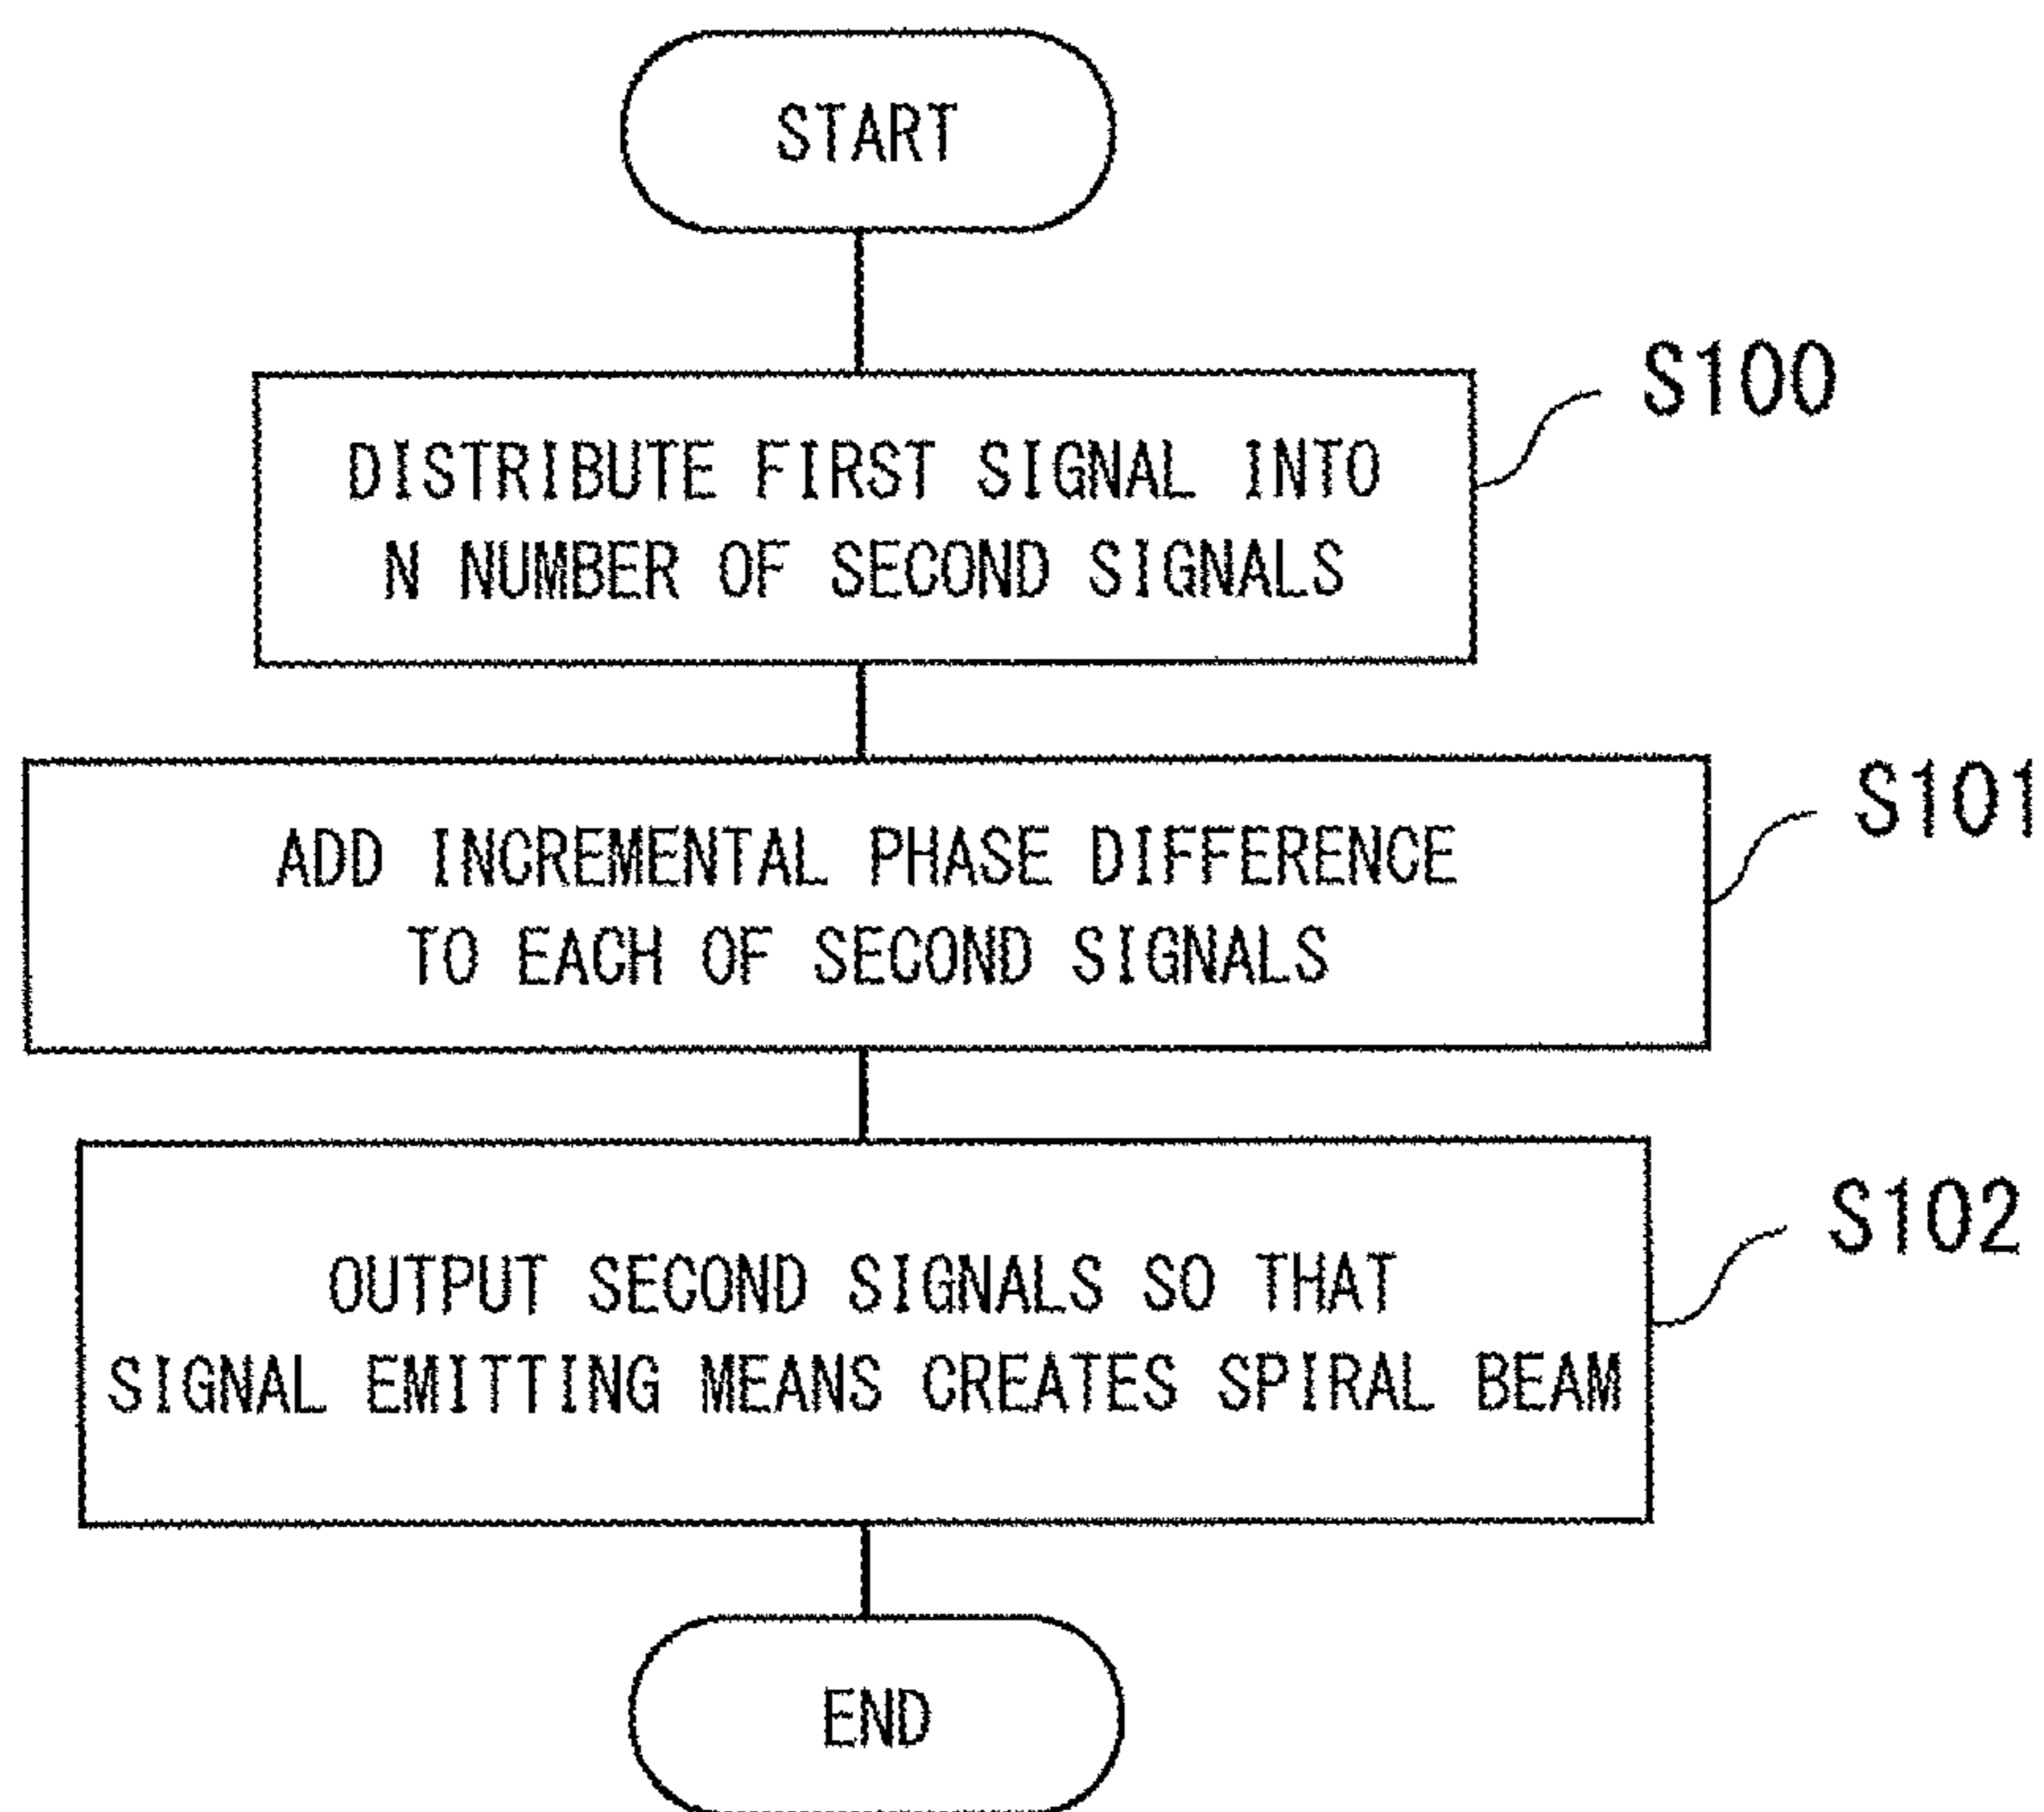 START
S100
DISTRIBUTE FIRST SIGNAL INTO
N NUMBER OF SECOND SIGNALS
S101
ADD INCREMENTAL PHASE DIFFERENCE
TO EACH OF SECOND SIGNALS
S102
OUTPUT SECOND SIGNALS SO THAT
SIGNAL EMITTING MEANS CREATES SPIRAL BEAM
END